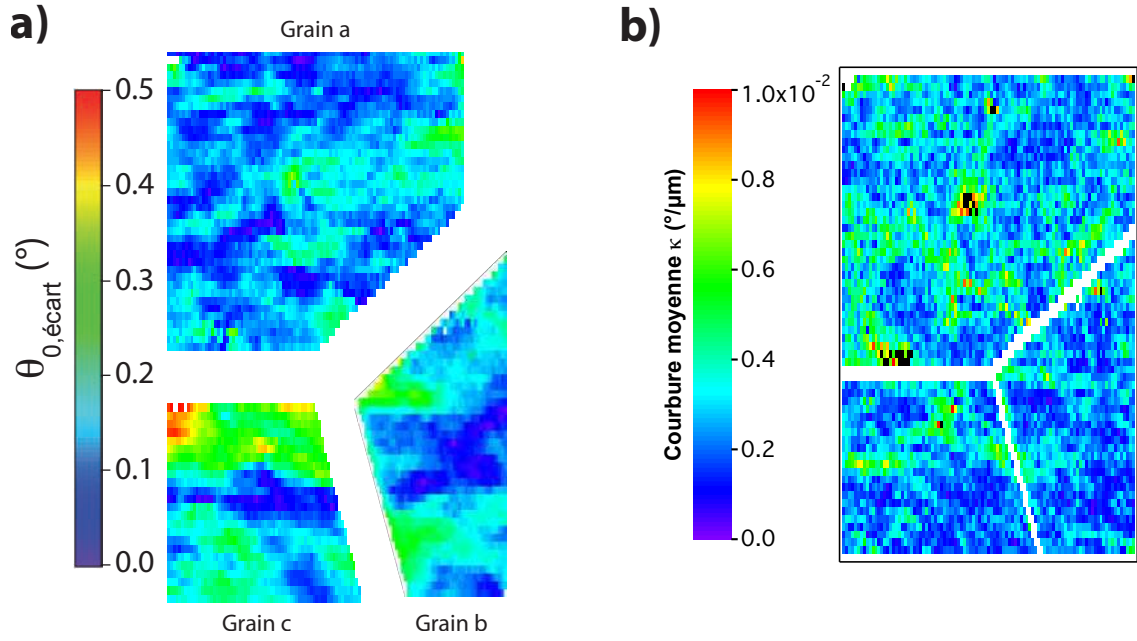 a)
Grain a
0.5
0.4
0.3
0.2
0.1
0.0
θ0,écart (°)
Grain c
Grain b
b)
1.0x10-2
0.8
0.6
0.4
0.2
0.0
Courbure moyenne κ (°/µm)